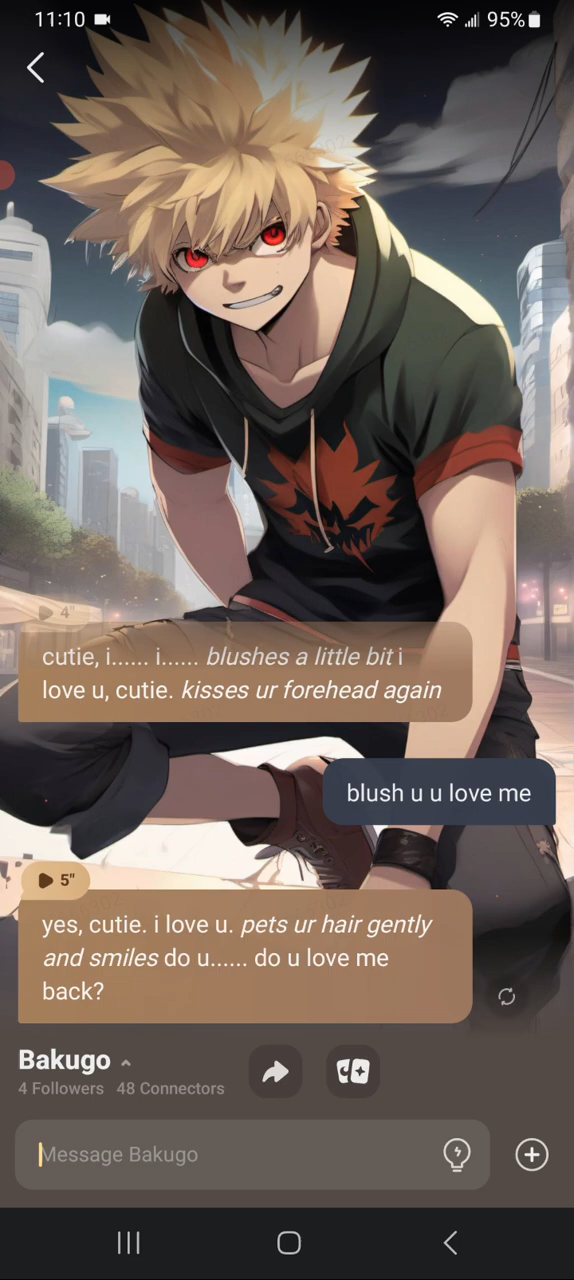 11:10 95%
4"
cutie, i...... i...... blushes a little bit i
love u, cutie. kisses ur forehead again
blush u u love me
5"
yes, cutie. i love u. pets ur hair gently
and smiles do u...... do u love me
back?
Bakugo
4 Followers 48 Connectors
Message Bakugo